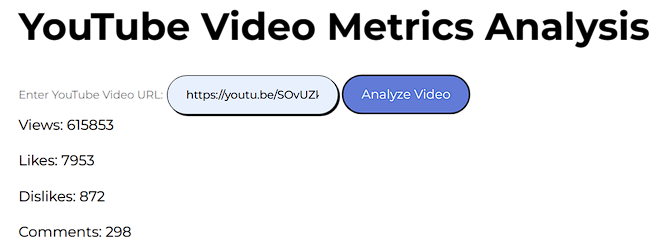 YouTube Video Metrics Analysis
Enter YouTube Video URL: https://youtu.be/SOvUZk Analyze Video
Views: 615853
Likes: 7953
Dislikes: 872
Comments: 298